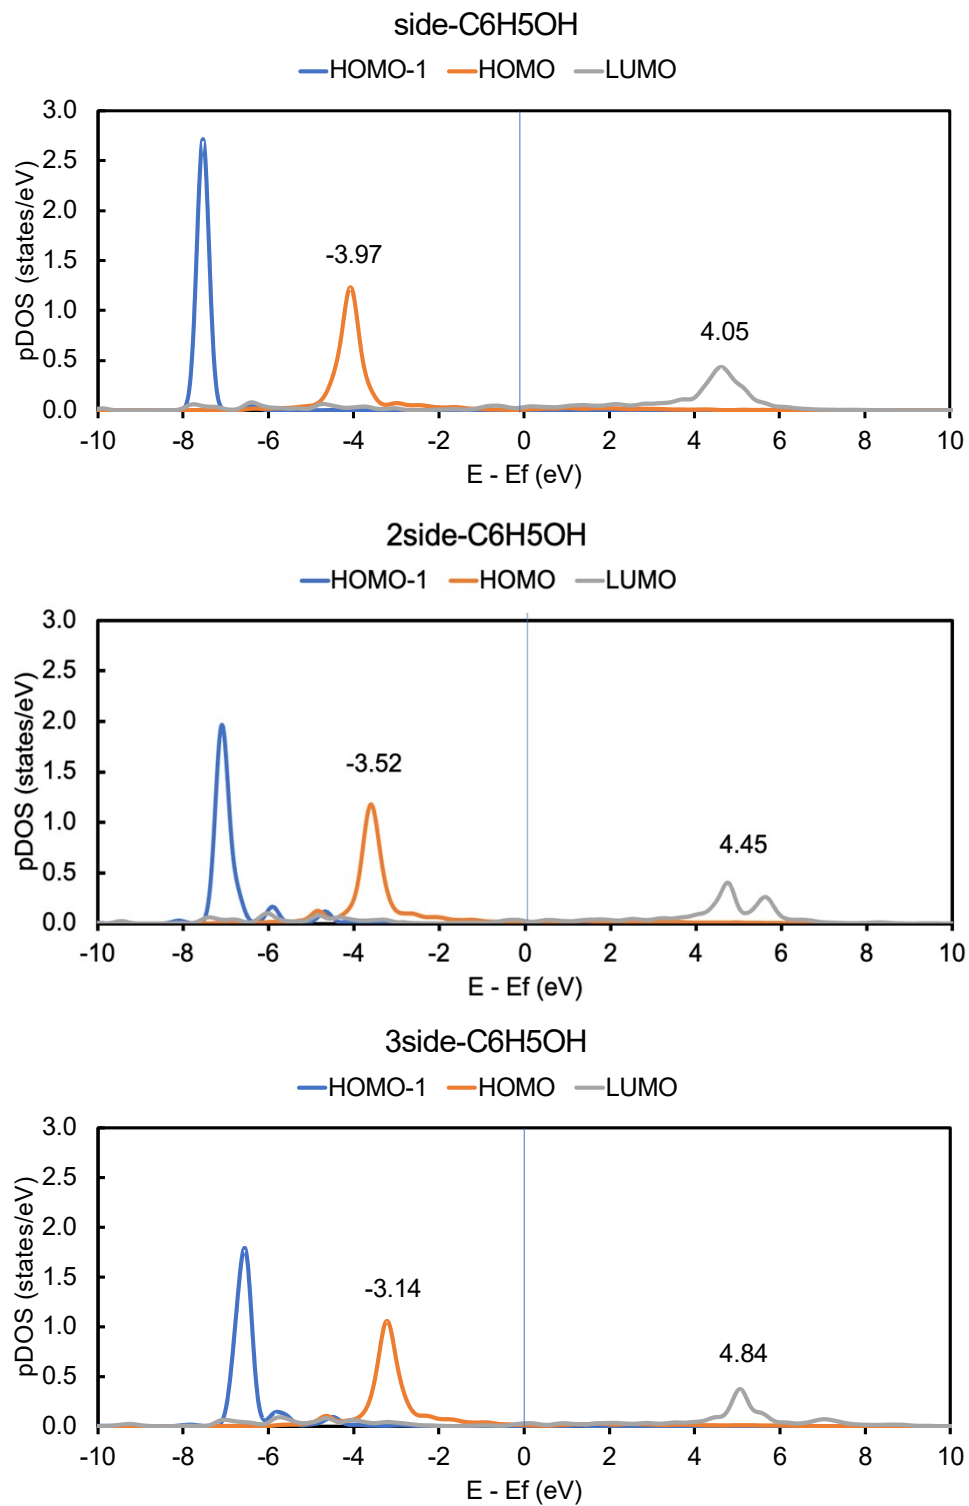 side-C6H5OH
HOMO-1 HOMO LUMO
pDOS (states/eV)
3.0
2.5
2.0
1.5
1.0
0.5
0.0
-3.97
4.05
-10 -8 -6 -4 -2 0 2 4 6 8 10
E - Ef (eV)
2side-C6H5OH
HOMO-1 HOMO LUMO
pDOS (states/eV)
3.0
2.5
2.0
1.5
1.0
0.5
0.0
-3.52
4.45
-10 -8 -6 -4 -2 0 2 4 6 8 10
E - Ef (eV)
3side-C6H5OH
HOMO-1 HOMO LUMO
pDOS (states/eV)
3.0
2.5
2.0
1.5
1.0
0.5
0.0
-3.14
4.84
-10 -8 -6 -4 -2 0 2 4 6 8 10
E - Ef (eV)